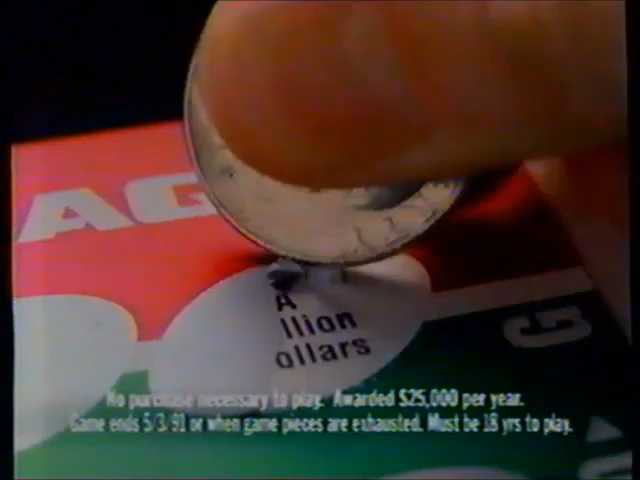 AG
A
llion
ollars
G
No purchase necessary to play. Awarded $25,000 per year.
Game ends 5/3/91 or when game pieces are exhausted. Must be 18 yrs to play.